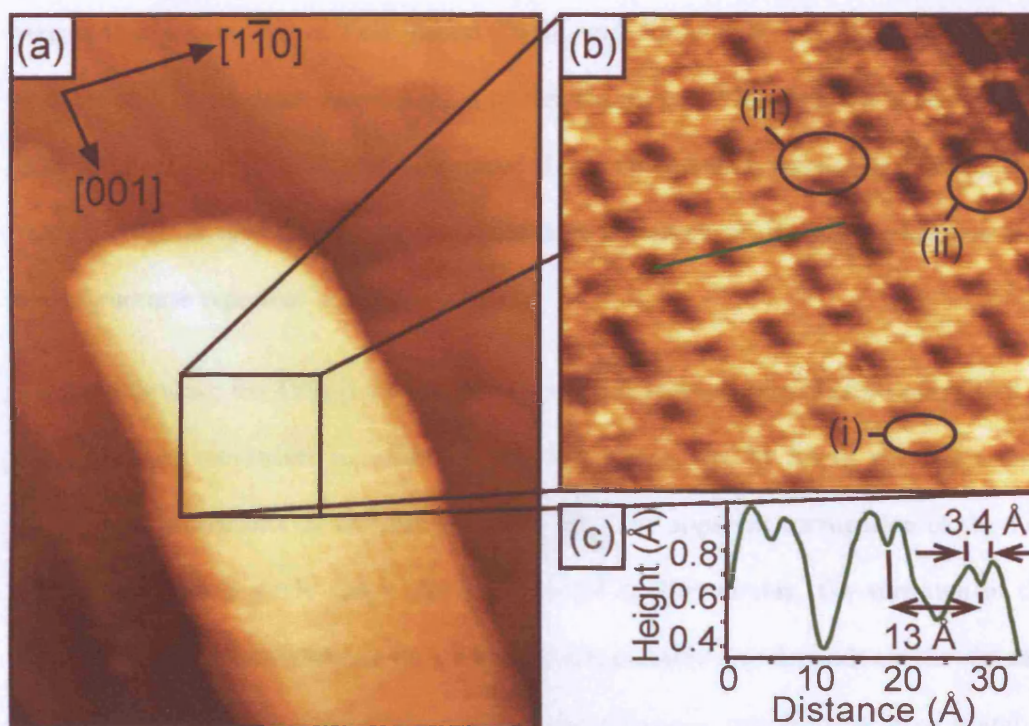 (a)
[11̄0]
[001]
(b)
(iii)
(ii)
(i)
(c)
3.4 Å
13 Å
Height (Å)
0.8
0.6
0.4
0 10 20 30
Distance (Å)